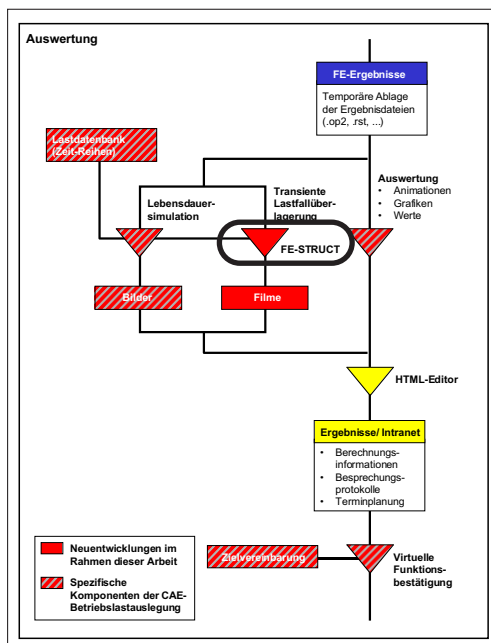 Auswertung
FE-Ergebnisse
Temporäre Ablage
der Ergebnisdateien
(.op2, .rst, ...)
Lastdatenbank
(Zeit-Reihen)
Lebensdauer-
simulation
Transiente
Lastfallüber-
lagerung
Auswertung
• Animationen
• Grafiken
• Werte
FE-STRUCT
Bilder
Filme
HTML-Editor
Ergebnisse/ Intranet
• Berechnungs-
informationen
• Besprechungs-
protokolle
• Terminplanung
Zielvereinbarung
Virtuelle
Funktions-
bestätigung
Neuentwicklungen im
Rahmen dieser Arbeit
Spezifische
Komponenten der CAE-
Betriebslastauslegung